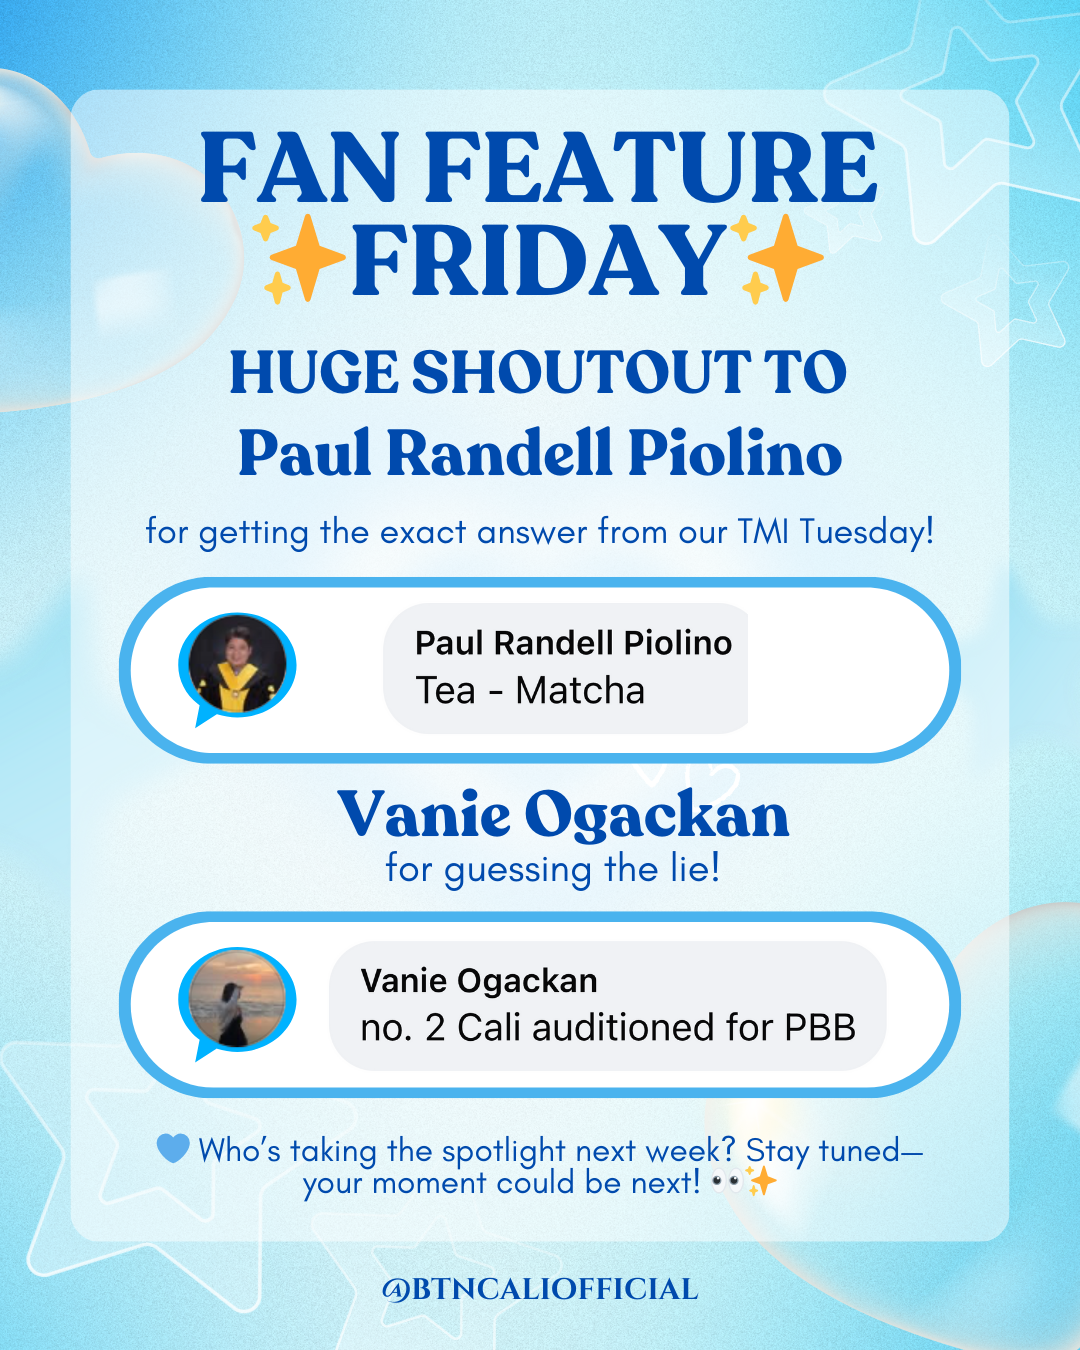 FAN FEATURE
✨FRIDAY✨
HUGE SHOUTOUT TO
Paul Randell Piolino
for getting the exact answer from our TMI Tuesday!
Paul Randell Piolino
Tea - Matcha
Vanie Ogackan
for guessing the lie!
Vanie Ogackan
no. 2 Cali auditioned for PBB
💙 Who's taking the spotlight next week? Stay tuned—
your moment could be next! 👀✨
@BTNCALIOFFICIAL